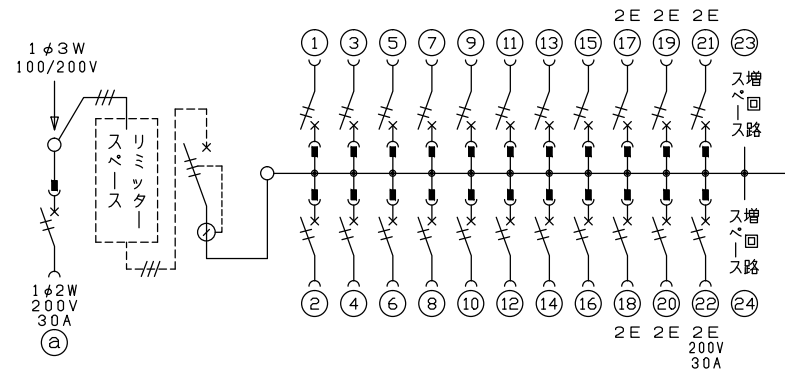 2E 2E 2E
1φ3W
100/200V
① ③ ⑤ ⑦ ⑨ ⑪ ⑬ ⑮ ⑰ ⑲ ㉑ ㉓
増回路
スペース
リミッター
スペース
増回路
スペース
1φ2W
200V
30A
ⓐ
② ④ ⑥ ⑧ ⑩ ⑫ ⑭ ⑯ ⑱ ⑳ ㉒ ㉔
2E 2E 2E
200V
30A